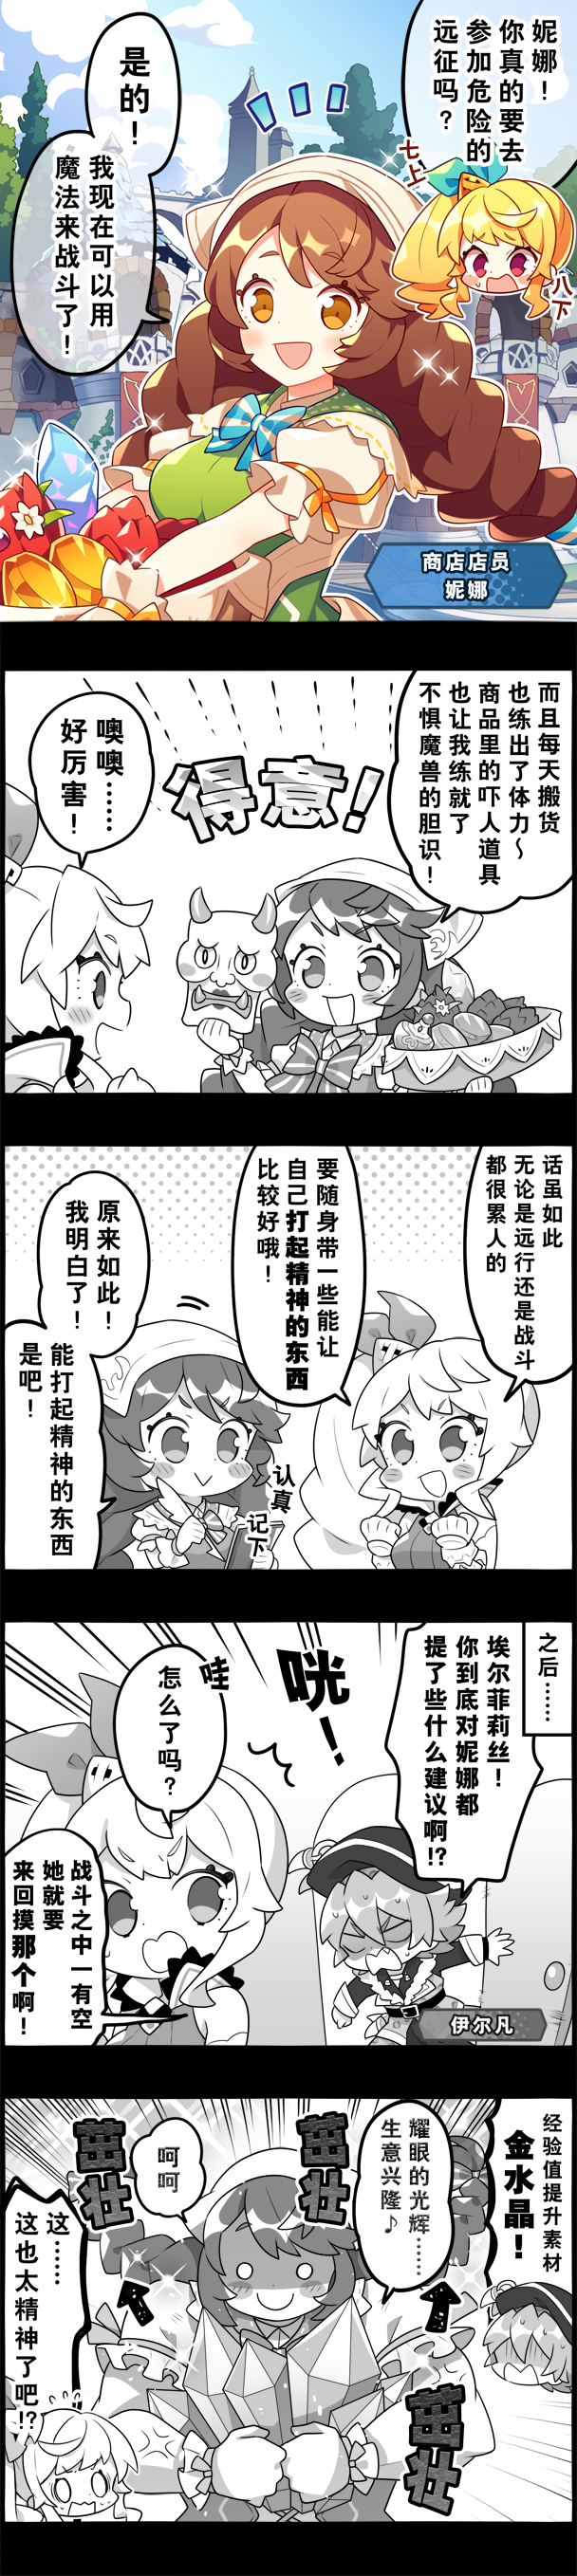 妮娜！
你真的要去
参加危险的
远征吗？
七上
八下
是的！
我现在可以用
魔法来战斗了！
商店店员
妮娜
而且每天搬货
也练出了体力～
商品里的吓人道具
也让我练就了
不惧魔兽的胆识！
得意！
噢噢……
好厉害！
话虽如此
无论是远行还是战斗
都很累人的
要随身带一些能让
自己打起精神的东西
比较好哦！
原来如此！
我明白了！
能打起精神的东西
是吧！
认真
记下
之后……
埃尔菲莉丝！
你到底对妮娜都
提了些什么建议啊!?
咣！
哇
怎么了吗？
战斗之中一有空
她就要
来回摸那个啊！
伊尔凡
经验值提升素材
金水晶！
耀眼的光辉……
生意兴隆♪
茁壮
呵呵
茁壮
茁壮
这……
这也太精神了吧!?